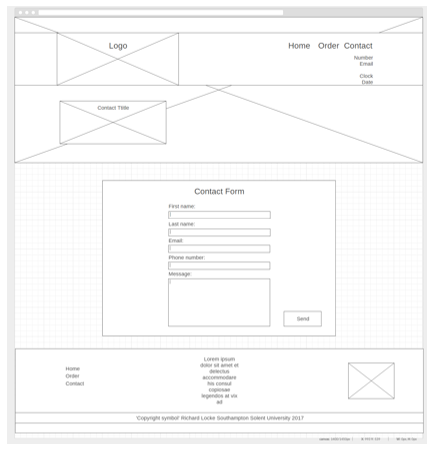 Logo
Home Order Contact
Number
Email
Clock
Date
Contact Title
Contact Form
First name:
Last name:
Email:
Phone number:
Message:
Send
Home
Order
Contact
Lorem ipsum
dolor sit amet et
delectus
accommodare
his consul
copiosae
legendos at vix
ad
'Copyright symbol' Richard Locke Southampton Solent University 2017